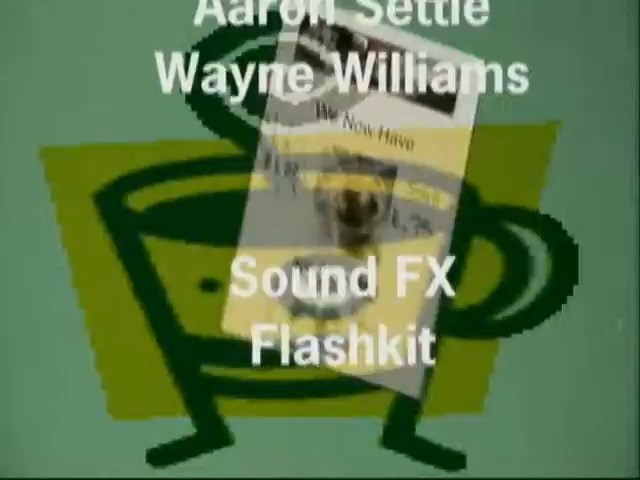 Aaron Settle
Wayne Williams
We Now Have
Sound FX
Flashkit